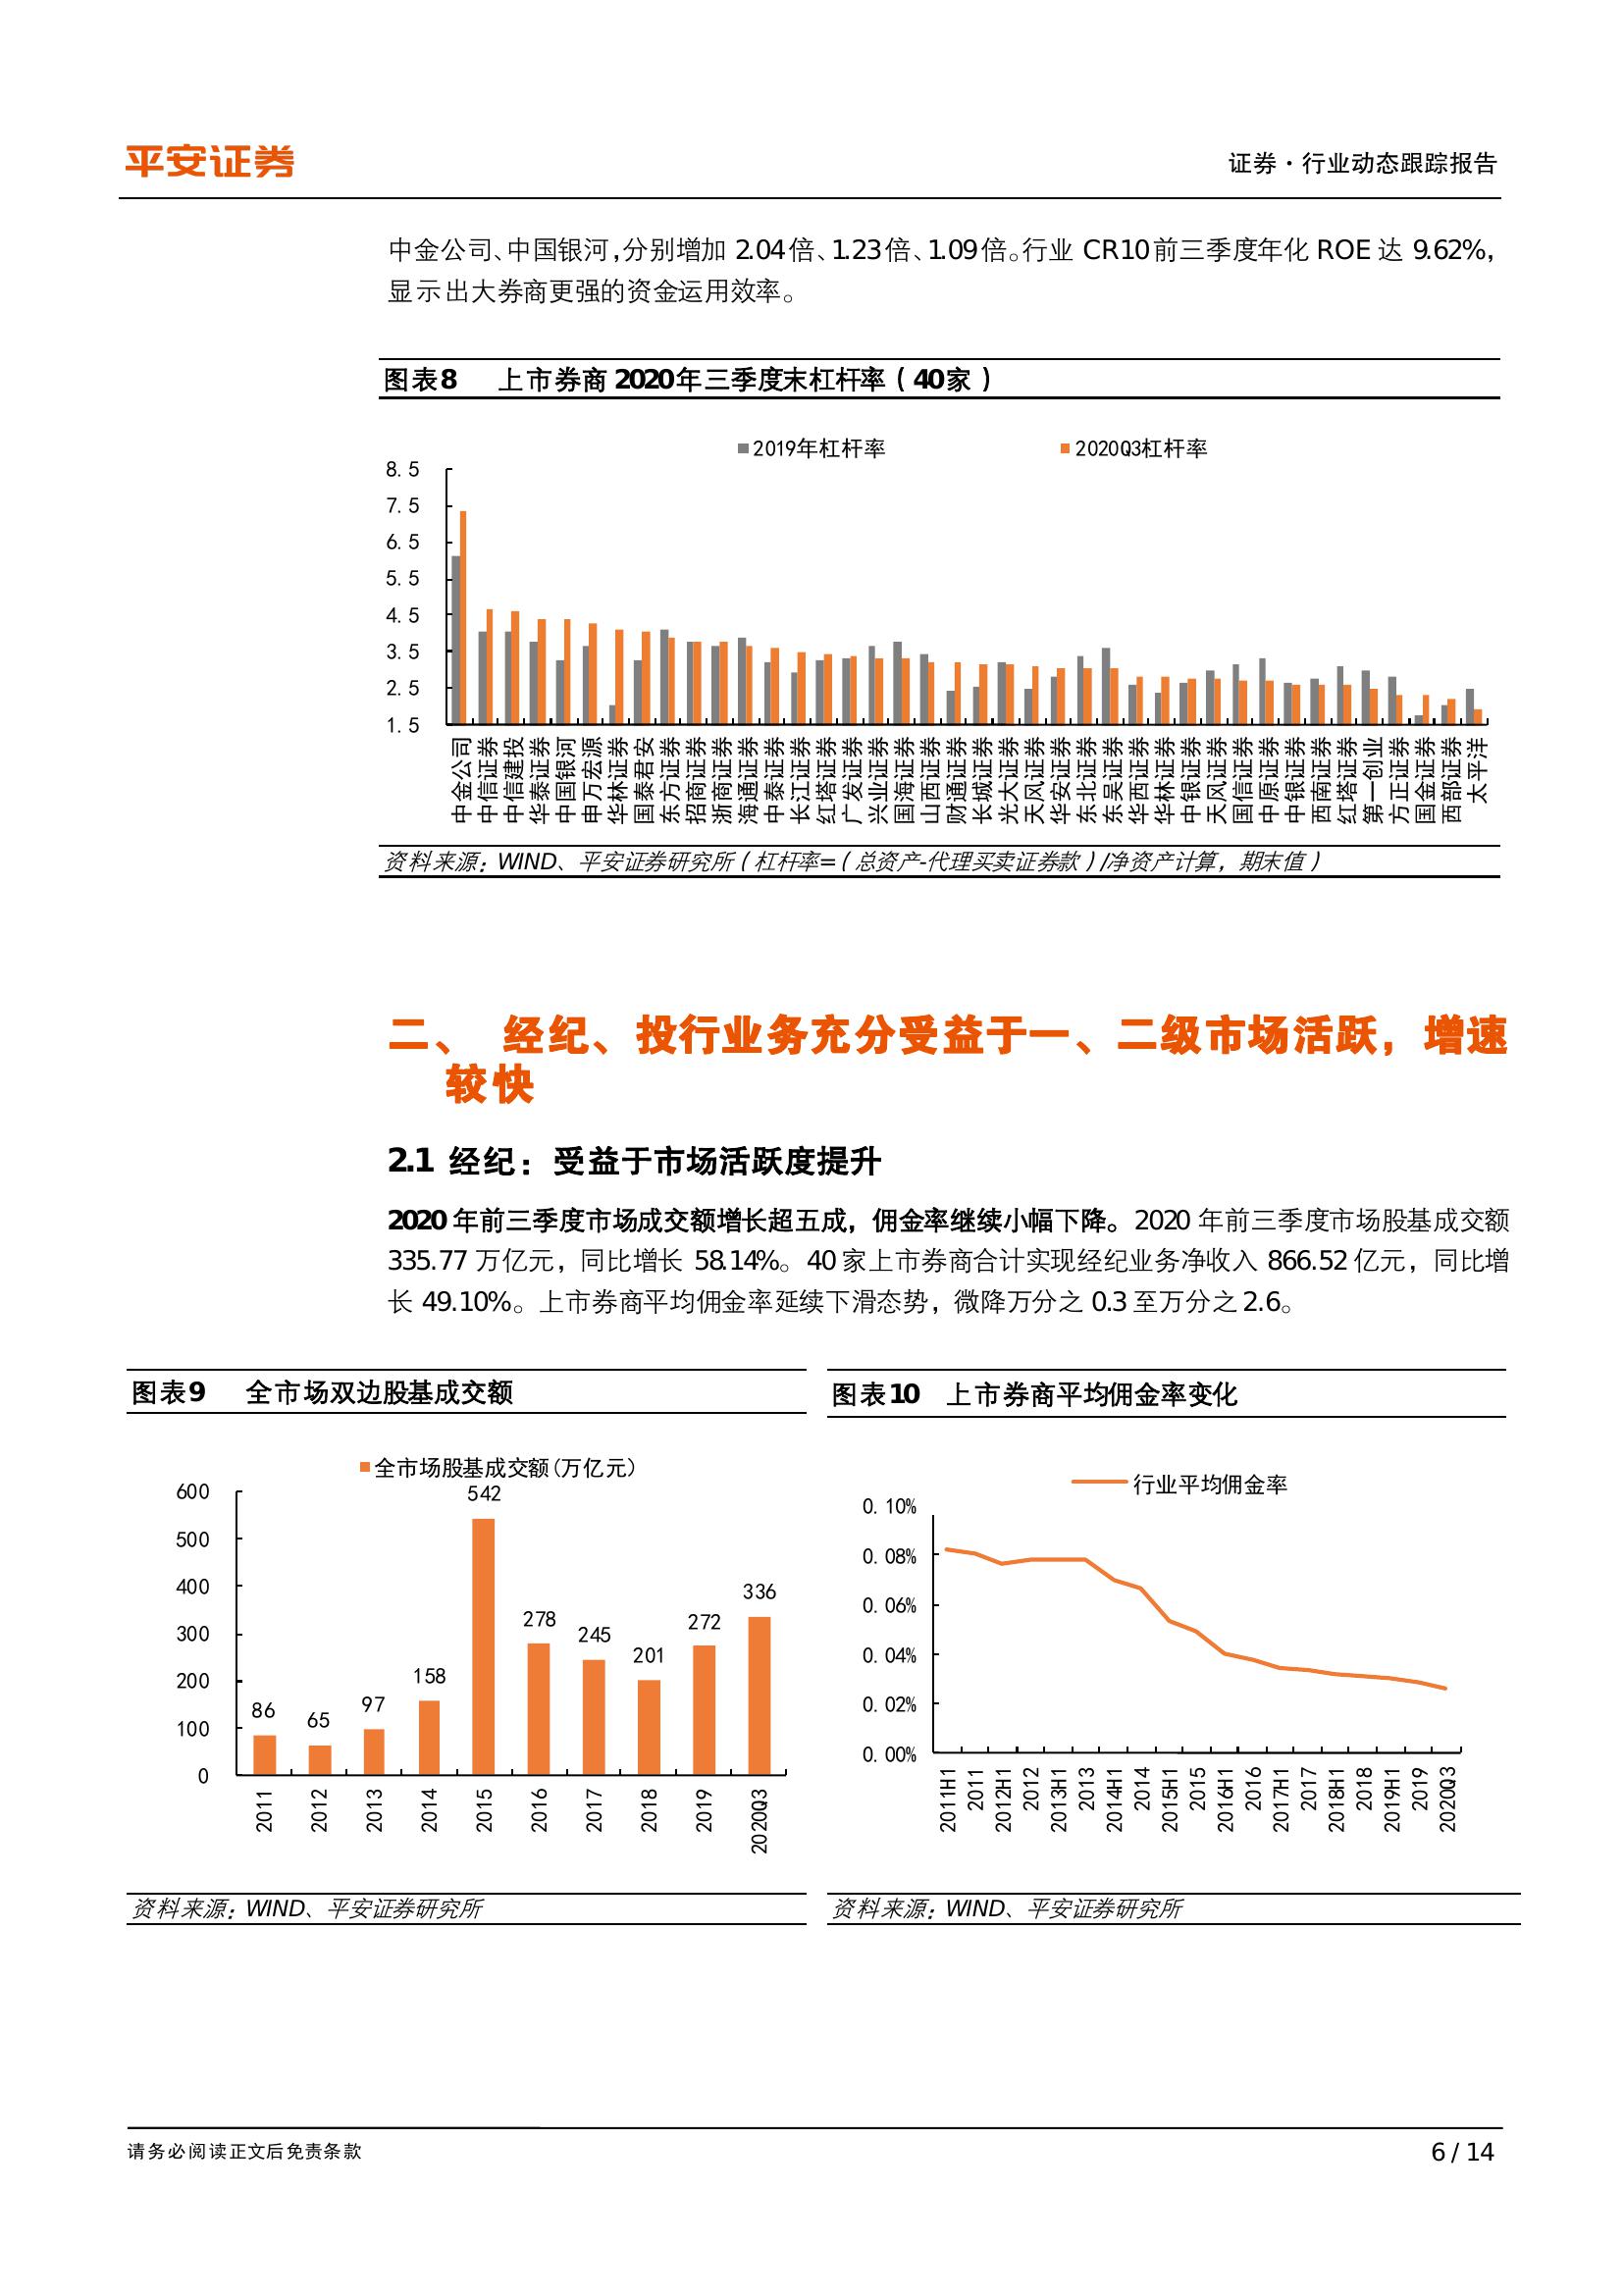 平安证券
证券·行业动态跟踪报告
中金公司、中国银河,分别增加 2.04倍、1.23倍、1.09倍。行业 CR10前三季度年化 ROE 达 9.62%,
显示出大券商更强的资金运用效率。
图表8 上市券商 2020年三季度末杠杆率(40家)
2019年杠杆率 2020Q3杠杆率
8.5
7.5
6.5
5.5
4.5
3.5
2.5
1.5
中金公司
中信证券
中信建投
华泰证券
中国银河
申万宏源
华林证券
国泰君安
东方证券
招商证券
浙商证券
海通证券
中泰证券
长江证券
红塔证券
广发证券
兴业证券
国海证券
山西证券
财通证券
长城证券
光大证券
天风证券
华安证券
东北证券
东吴证券
华西证券
华林证券
中银证券
天风证券
国信证券
中原证券
中银证券
西南证券
红塔证券
第一创业
方正证券
国金证券
西部证券
太平洋
资料来源:WIND、平安证券研究所(杠杆率=(总资产-代理买卖证券款)/净资产计算,期末值)
二、 经纪、投行业务充分受益于一、二级市场活跃,增速
较快
2.1 经纪:受益于市场活跃度提升
2020 年前三季度市场成交额增长超五成,佣金率继续小幅下降。2020 年前三季度市场股基成交额
335.77 万亿元,同比增长 58.14%。40 家上市券商合计实现经纪业务净收入 866.52 亿元,同比增
长 49.10%。上市券商平均佣金率延续下滑态势,微降万分之 0.3 至万分之 2.6。
图表9 全市场双边股基成交额
全市场股基成交额(万亿元)
600
500
400
300
200
100
0
86
65
97
158
542
278
245
201
272
336
2011
2012
2013
2014
2015
2016
2017
2018
2019
2020Q3
资料来源:WIND、平安证券研究所
图表10 上市券商平均佣金率变化
行业平均佣金率
0.10%
0.08%
0.06%
0.04%
0.02%
0.00%
2011H1
2011
2012H1
2012
2013H1
2013
2014H1
2014
2015H1
2015
2016H1
2016
2017H1
2017
2018H1
2018
2019H1
2019
2020Q3
资料来源:WIND、平安证券研究所
请务必阅读正文后免责条款
6 / 14